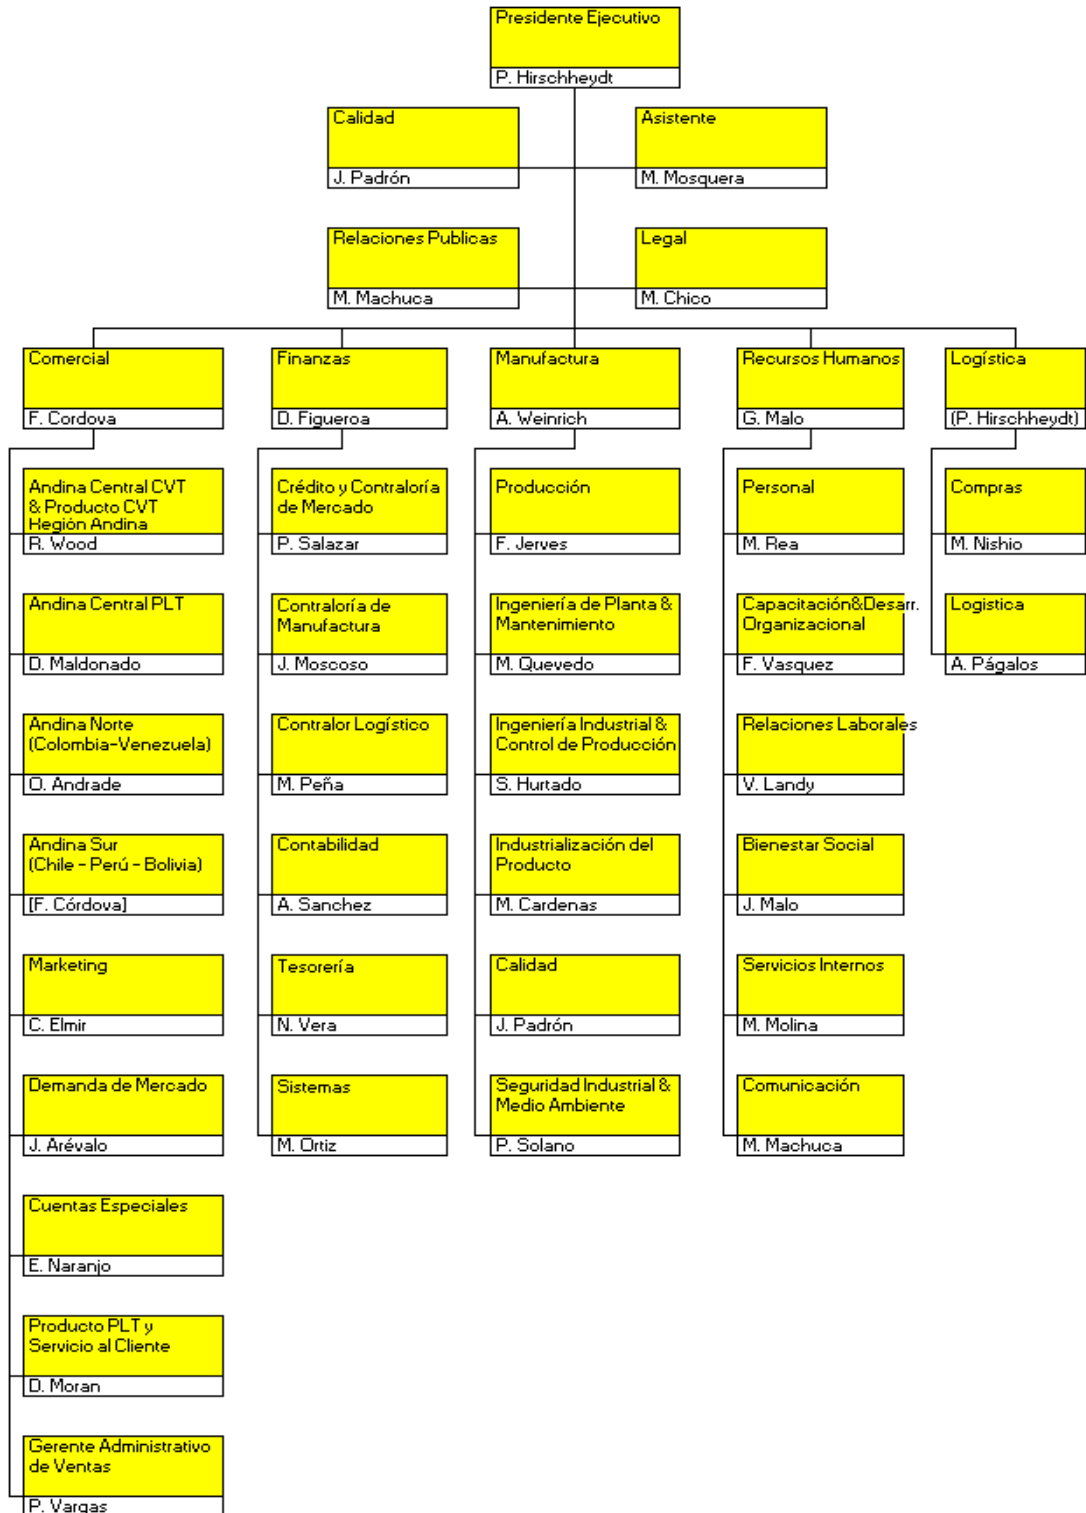 Presidente Ejecutivo
P. Hirschheydt
Calidad
J. Padrón
Asistente
M. Mosquera
Relaciones Publicas
M. Machuca
Legal
M. Chico
Comercial
F. Cordova
Finanzas
D. Figueroa
Manufactura
A. Weinrich
Recursos Humanos
G. Malo
Logística
(P. Hirschheydt)
Andina Central CVT
& Producto CVT
Región Andina
R. Wood
Andina Central PLT
D. Maldonado
Andina Norte
(Colombia-Venezuela)
O. Andrade
Andina Sur
(Chile - Perú - Bolivia)
[F. Córdova]
Marketing
C. Elmir
Demanda de Mercado
J. Arévalo
Cuentas Especiales
E. Naranjo
Producto PLT y
Servicio al Cliente
D. Moran
Gerente Administrativo
de Ventas
P. Vargas
Crédito y Contraloría
de Mercado
P. Salazar
Contraloría de
Manufactura
J. Moscoso
Contralor Logístico
M. Peña
Contabilidad
A. Sanchez
Tesorería
N. Vera
Sistemas
M. Ortiz
Producción
F. Jerves
Ingeniería de Planta &
Mantenimiento
M. Quevedo
Ingeniería Industrial &
Control de Producción
S. Hurtado
Industrialización del
Producto
M. Cardenas
Calidad
J. Padrón
Seguridad Industrial &
Medio Ambiente
P. Solano
Personal
M. Rea
Capacitación&Desarr.
Organizacional
F. Vasquez
Relaciones Laborales
V. Landy
Bienestar Social
J. Malo
Servicios Internos
M. Molina
Comunicación
M. Machuca
Compras
M. Nishio
Logistica
A. Págalos